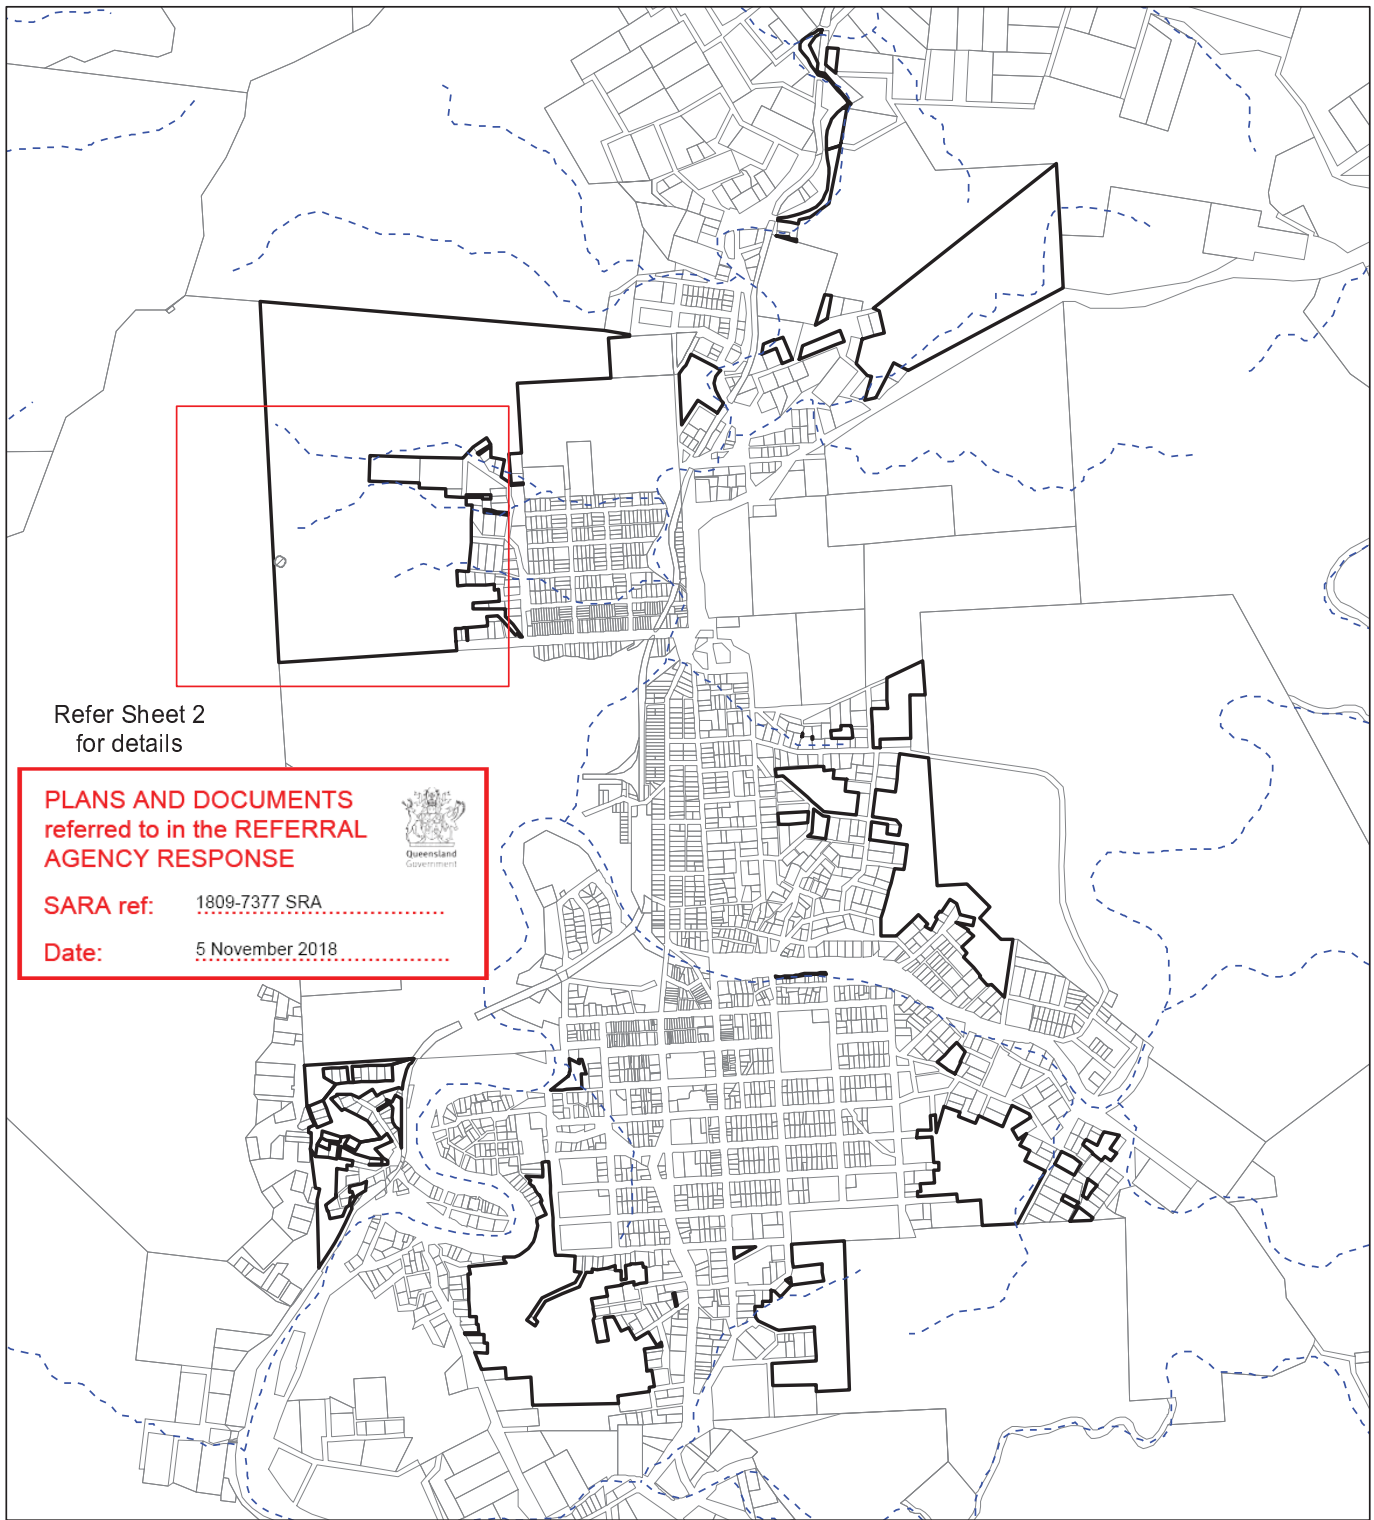 Refer Sheet 2
for details
PLANS AND DOCUMENTS
referred to in the REFERRAL
AGENCY RESPONSE
Queensland
Government
SARA ref: 1809-7377 SRA
Date: 5 November 2018